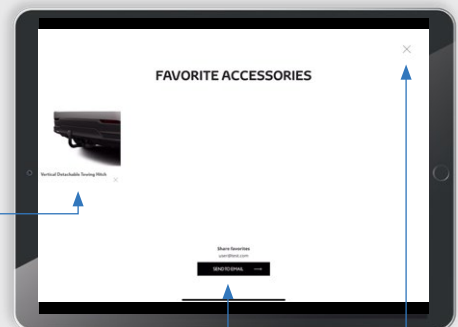 FAVORITE ACCESSORIES
Vertical Detachable Towing Hitch
Share favorites
user@test.com
SEND TO EMAIL